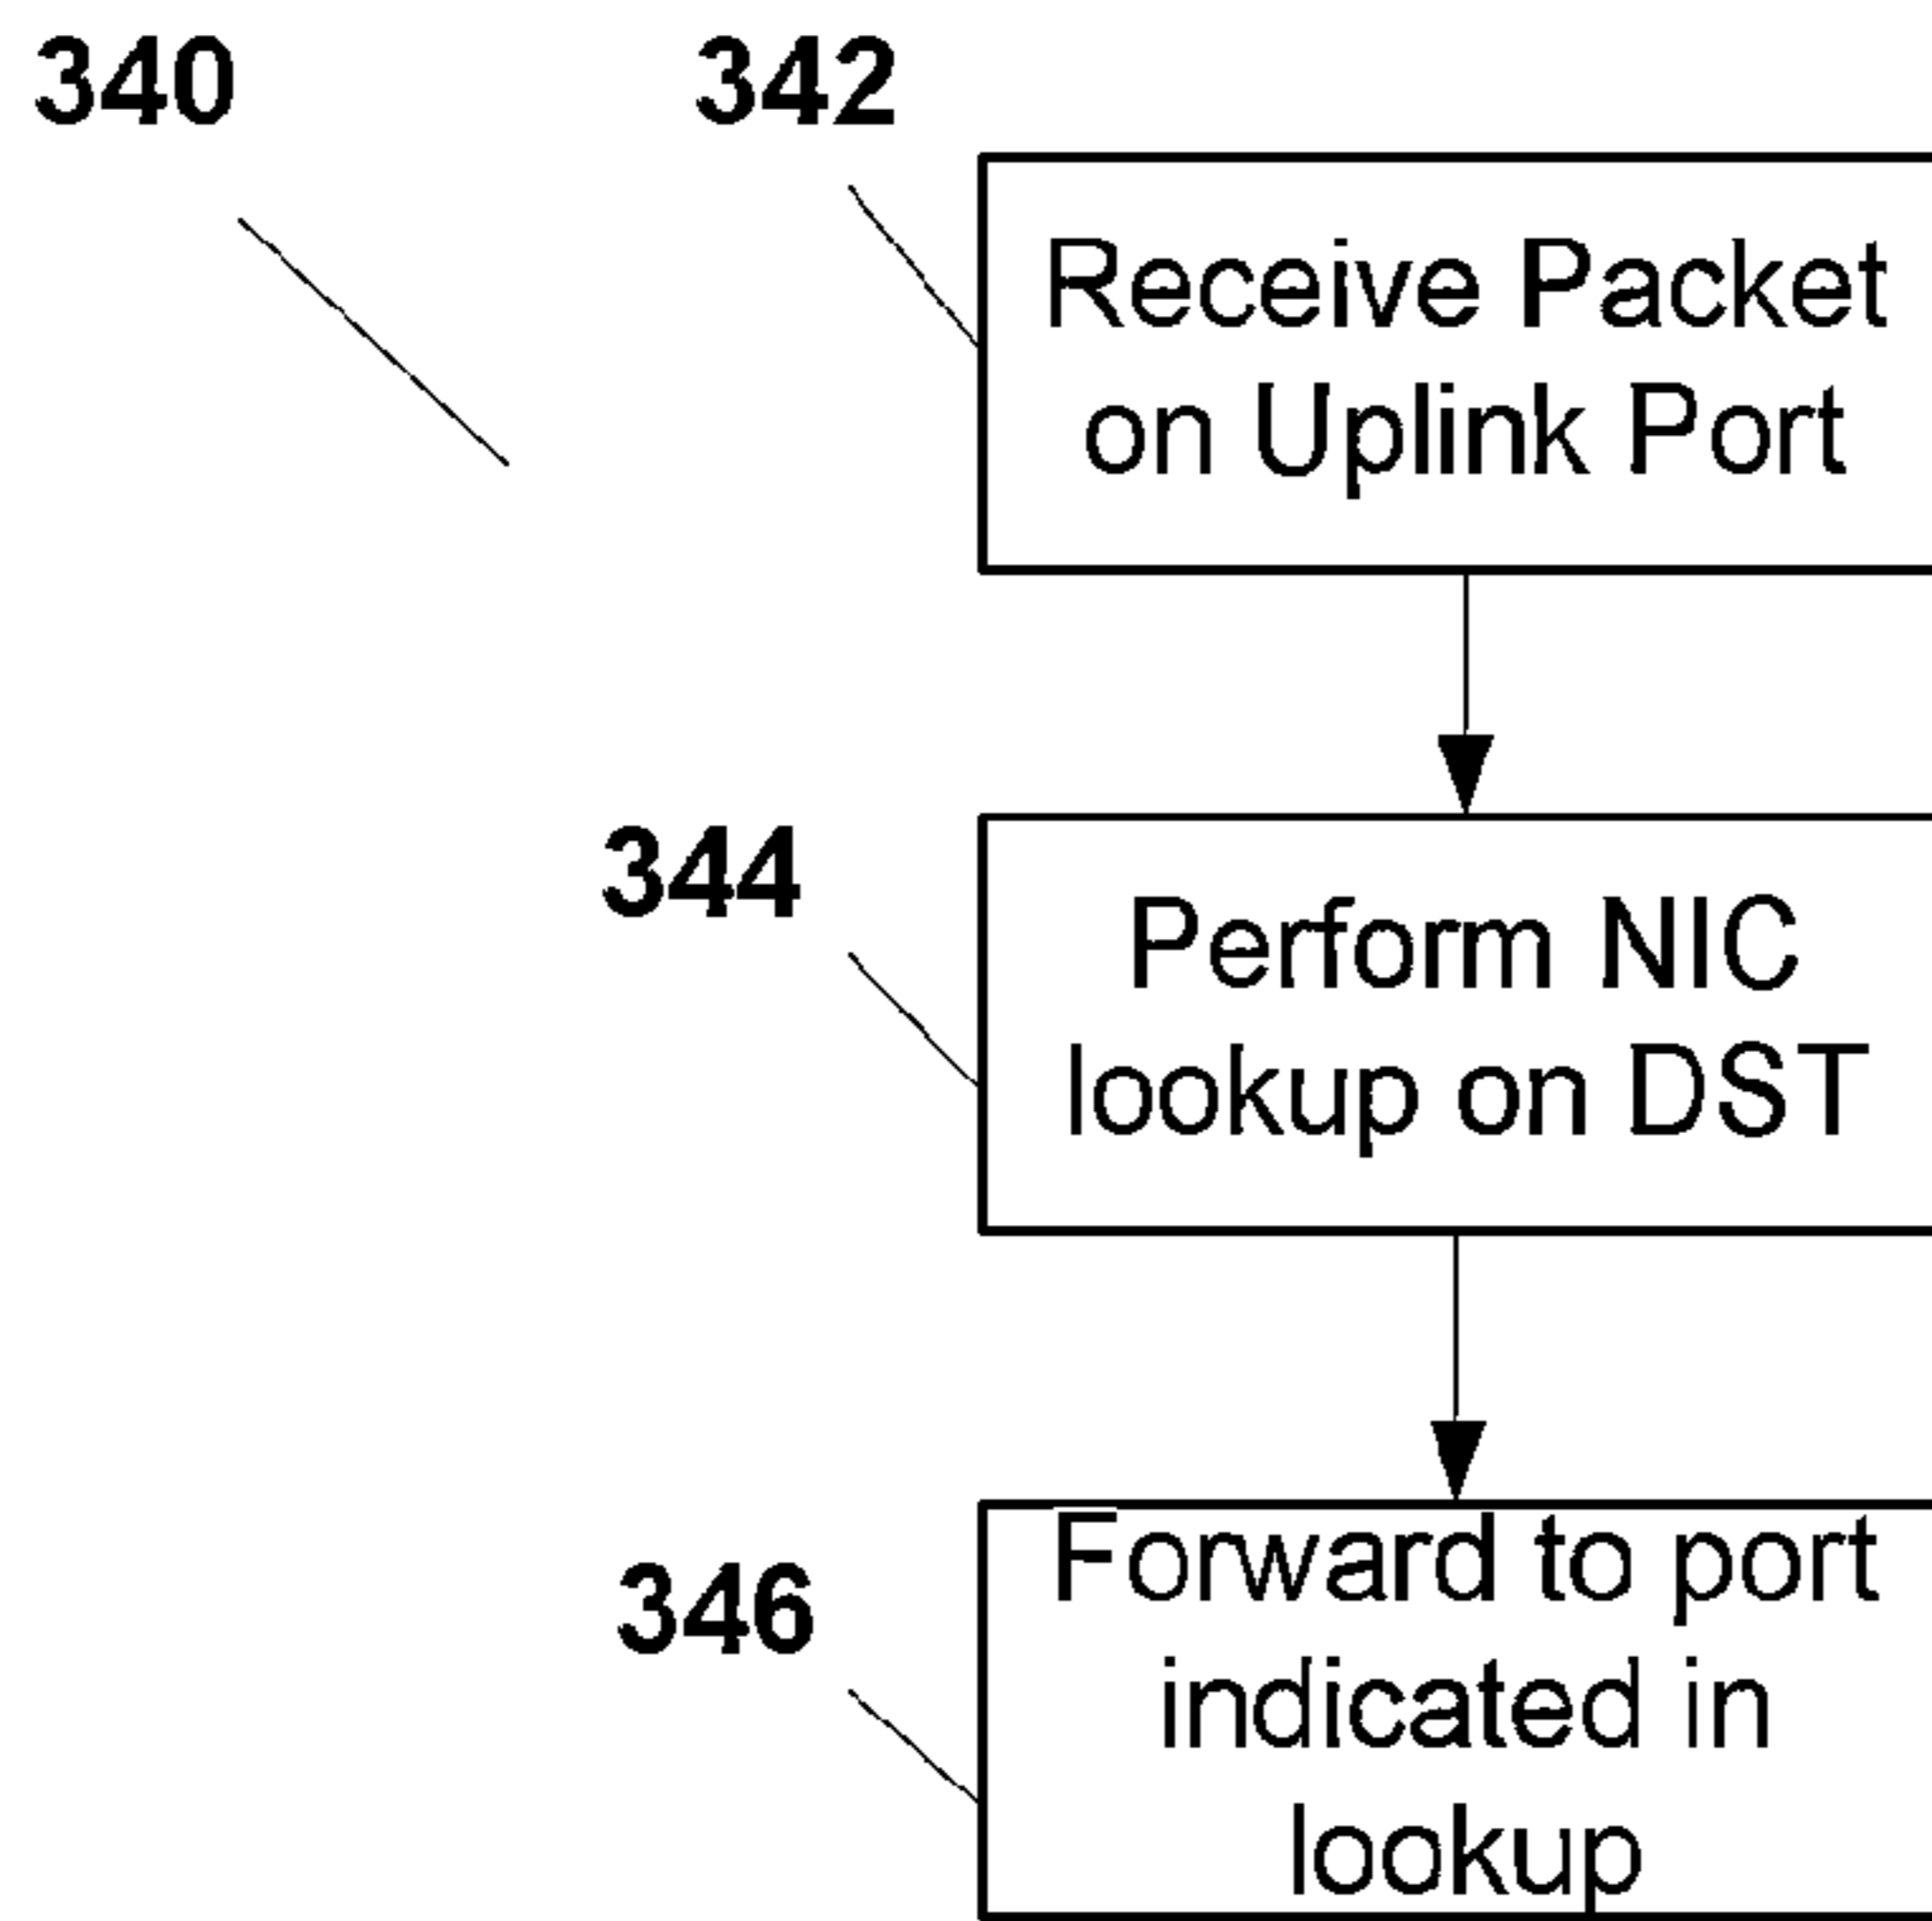 340
342
Receive Packet
on Uplink Port
344
Perform NIC
lookup on DST
346
Forward to port
indicated in
lookup